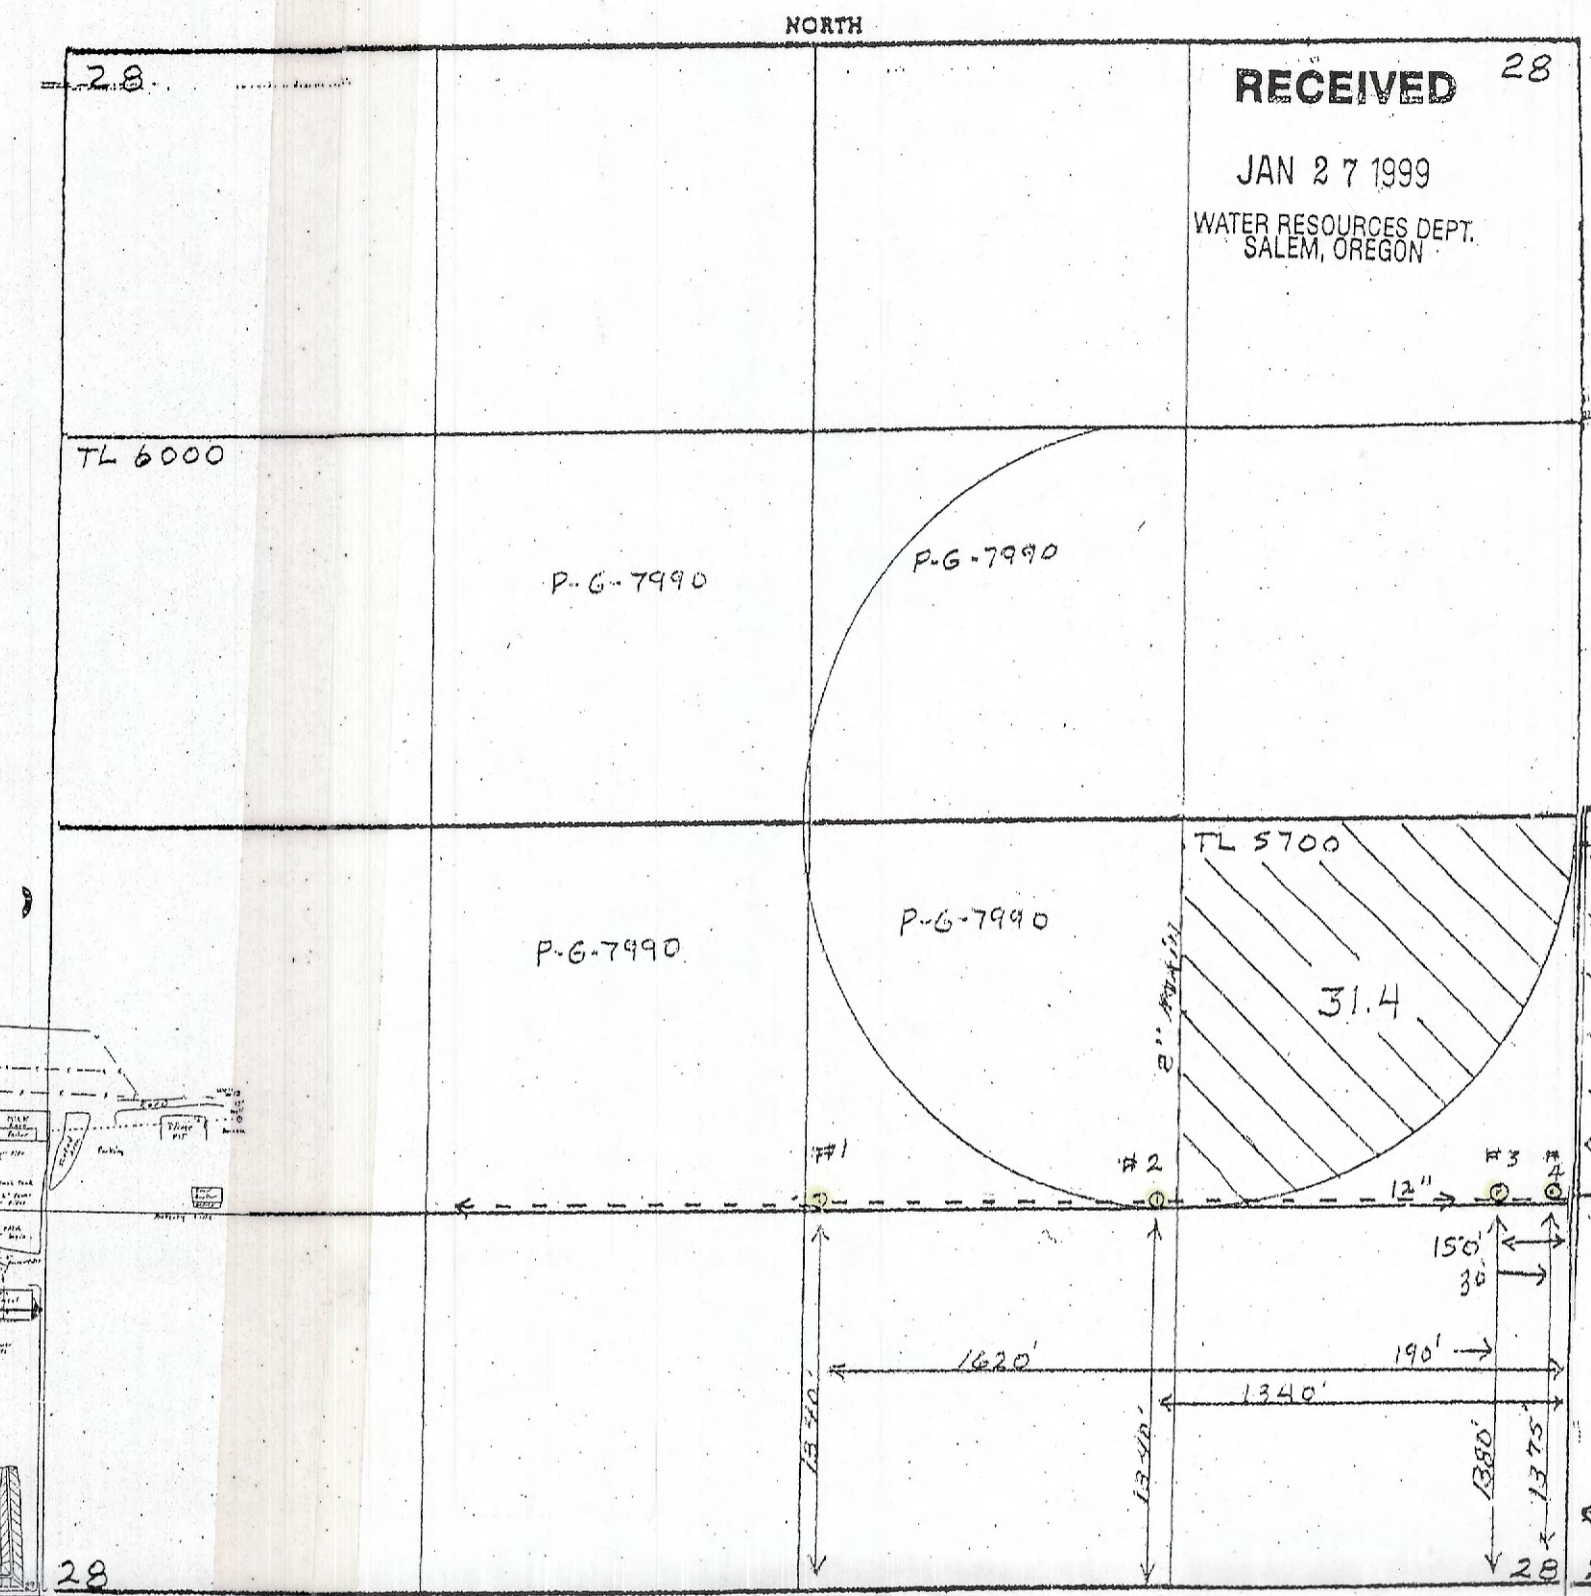 NORTH
28
RECEIVED
28
JAN 27 1999
WATER RESOURCES DEPT.
SALEM, OREGON
TL 6000
P-G-7990
P-G-7990
TL 5700
P-G-7990
P-G-7990
31.4
8"
Parking
#1
#2
#3
#4
12"
150'
30'
1620'
190'
1340'
1340'
1340'
1380'
1375'
28
28